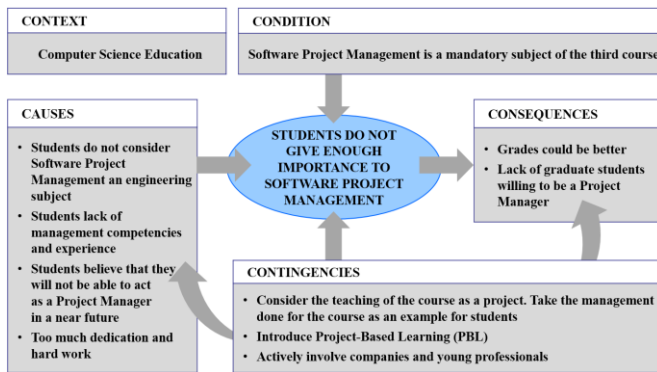 CONTEXT
Computer Science Education
CONDITION
Software Project Management is a mandatory subject of the third course
CAUSES
• Students do not consider
Software Project
Management an engineering
subject
• Students lack of
management competencies
and experience
• Students believe that they
will not be able to act
as a Project Manager
in a near future
• Too much dedication and
hard work
STUDENTS DO NOT
GIVE ENOUGH
IMPORTANCE TO
SOFTWARE PROJECT
MANAGEMENT
CONSEQUENCES
• Grades could be better
• Lack of graduate students
willing to be a Project
Manager
CONTINGENCIES
• Consider the teaching of the course as a project. Take the management
done for the course as an example for students
• Introduce Project-Based Learning (PBL)
• Actively involve companies and young professionals